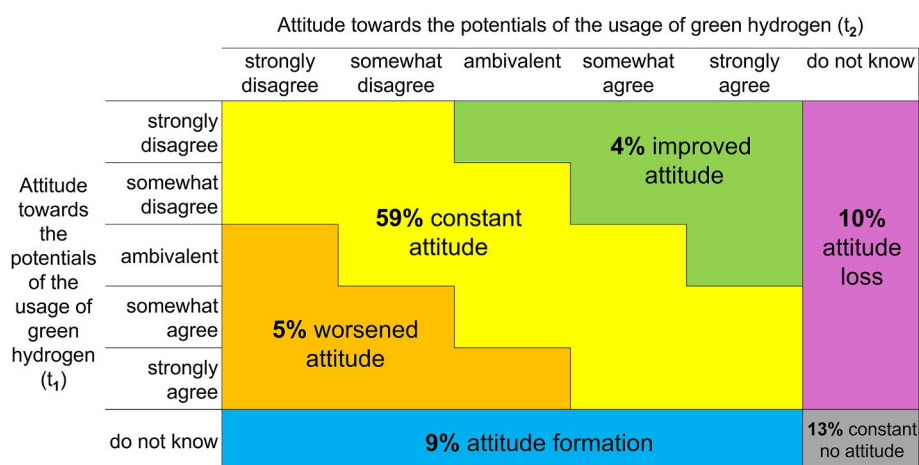 Attitude towards the potentials of the usage of green hydrogen (t2)
strongly disagree
somewhat disagree
ambivalent
somewhat agree
strongly agree
do not know
Attitude
towards
the
potentials
of the
usage of
green
hydrogen
(t1)
strongly
disagree
somewhat
disagree
ambivalent
somewhat
agree
strongly
agree
do not know
4% improved
attitude
59% constant
attitude
10%
attitude
loss
5% worsened
attitude
9% attitude formation
13% constant
no attitude